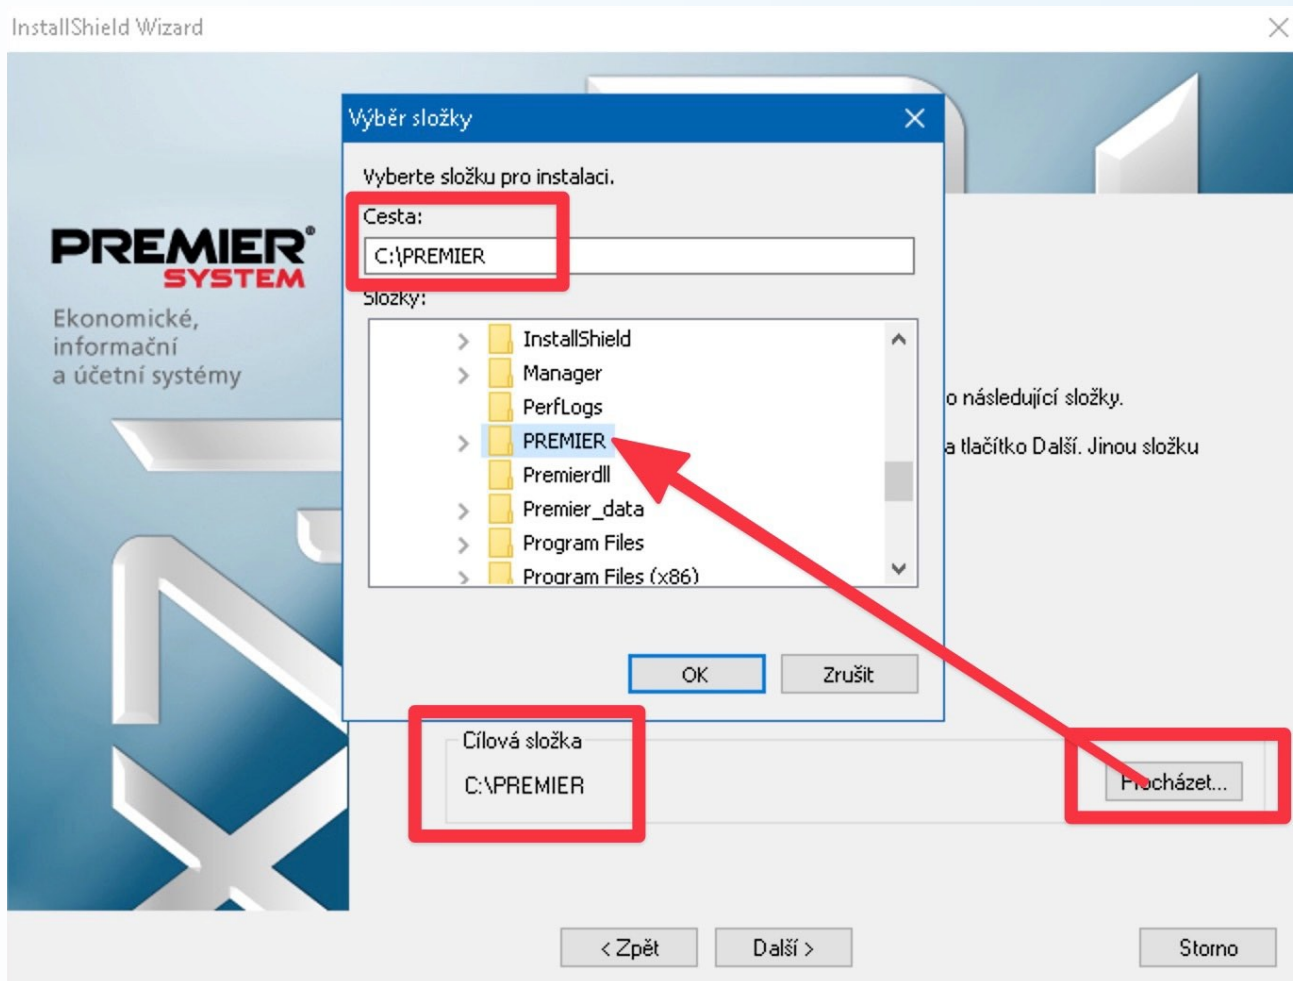 InstallShield Wizard
Výběr složky
Vyberte složku pro instalaci.
Cesta:
C:\PREMIER
Složky:
InstallShield
Manager
PerfLogs
PREMIER
Premierdll
Premier_data
Program Files
Program Files (x86)
OK
Zrušit
PREMIER®
SYSTEM
Ekonomické,
informační
a účetní systémy
o následující složky.
a tlačítko Další. Jinou složku
Cílová složka
C:\PREMIER
Procházet...
< Zpět
Další >
Storno